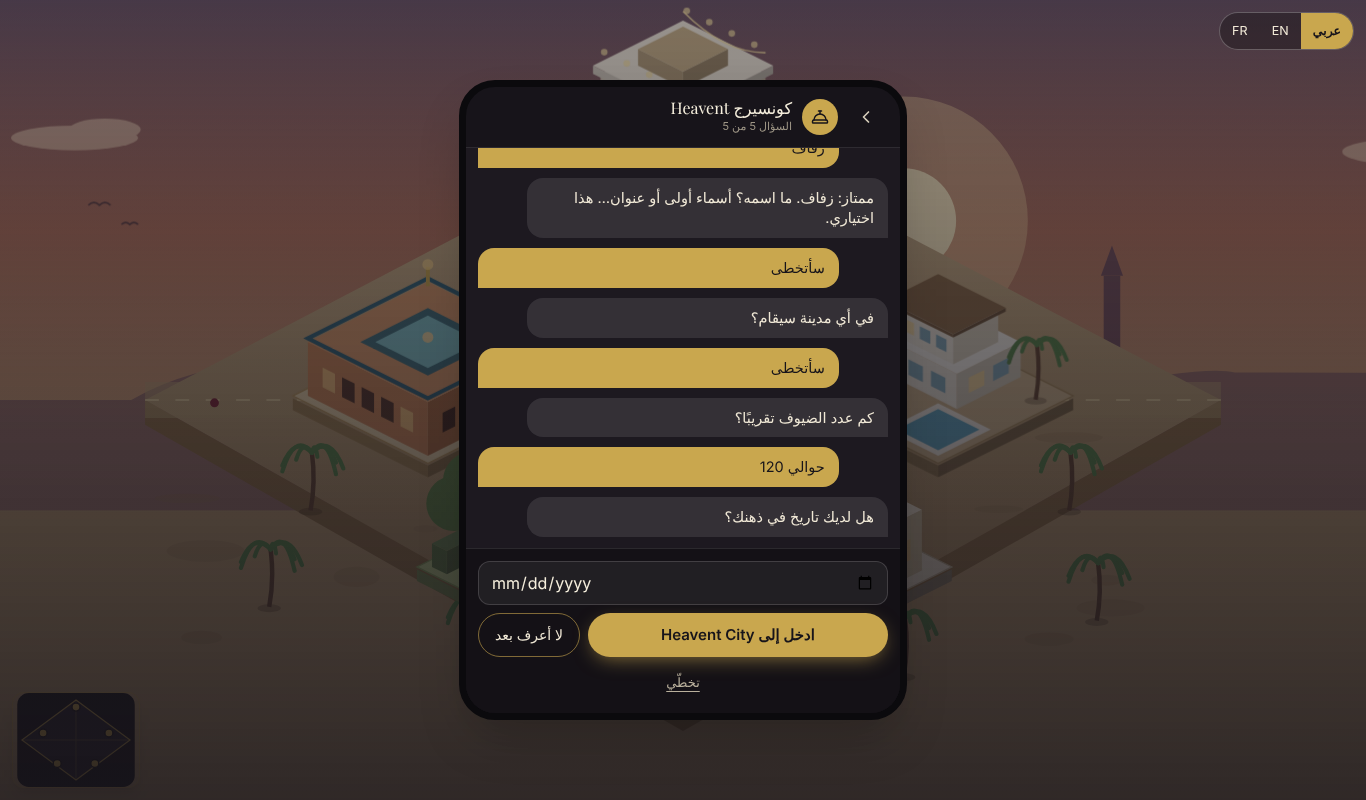 عربي
EN
FR
كونسيرج Heavent
السؤال 5 من 5
زفاف
ممتاز: زفاف. ما اسمه؟ أسماء أولى أو عنوان... هذا
اختياري.
سأتخطى
في أي مدينة سيقام؟
سأتخطى
كم عدد الضيوف تقريبًا؟
حوالي 120
هل لديك تاريخ في ذهنك؟
mm/dd/yyyy
ادخل إلى Heavent City
لا أعرف بعد
تخطّي